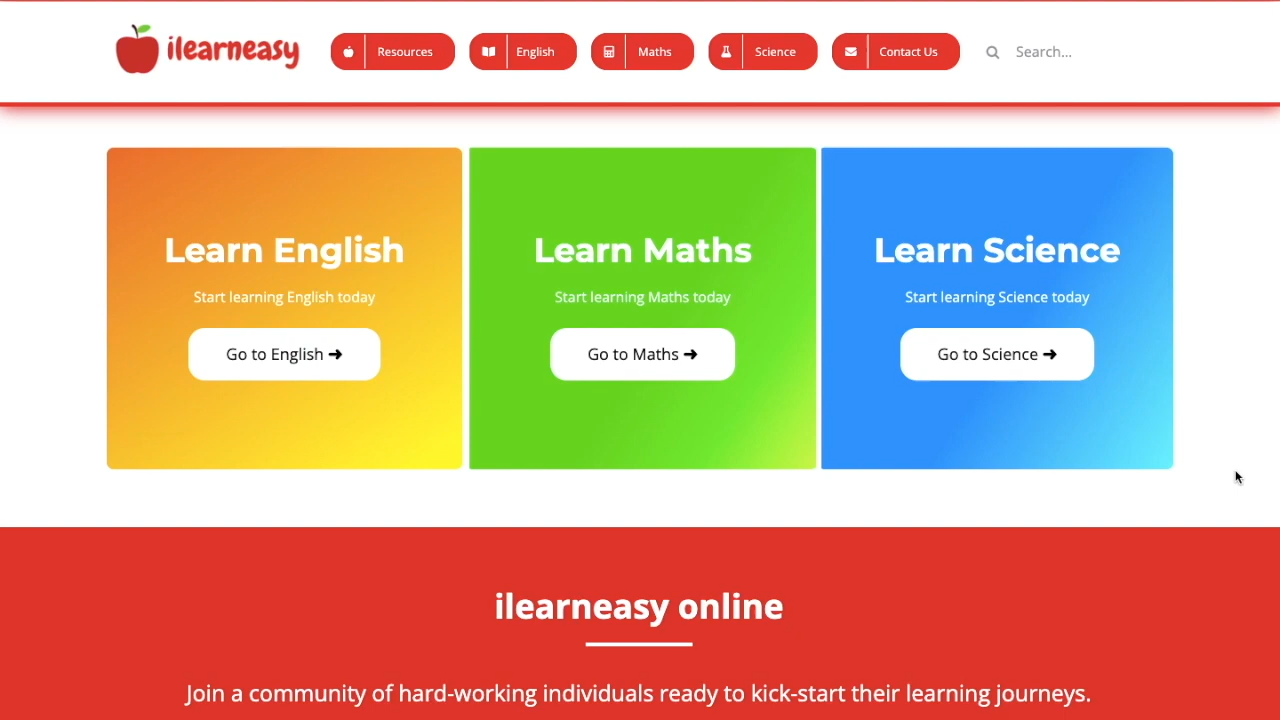 ilearneasy
Resources
English
Maths
Science
Contact Us
Search...
Learn English
Start learning English today
Go to English ➜
Learn Maths
Start learning Maths today
Go to Maths ➜
Learn Science
Start learning Science today
Go to Science ➜
ilearneasy online
Join a community of hard-working individuals ready to kick-start their learning journeys.